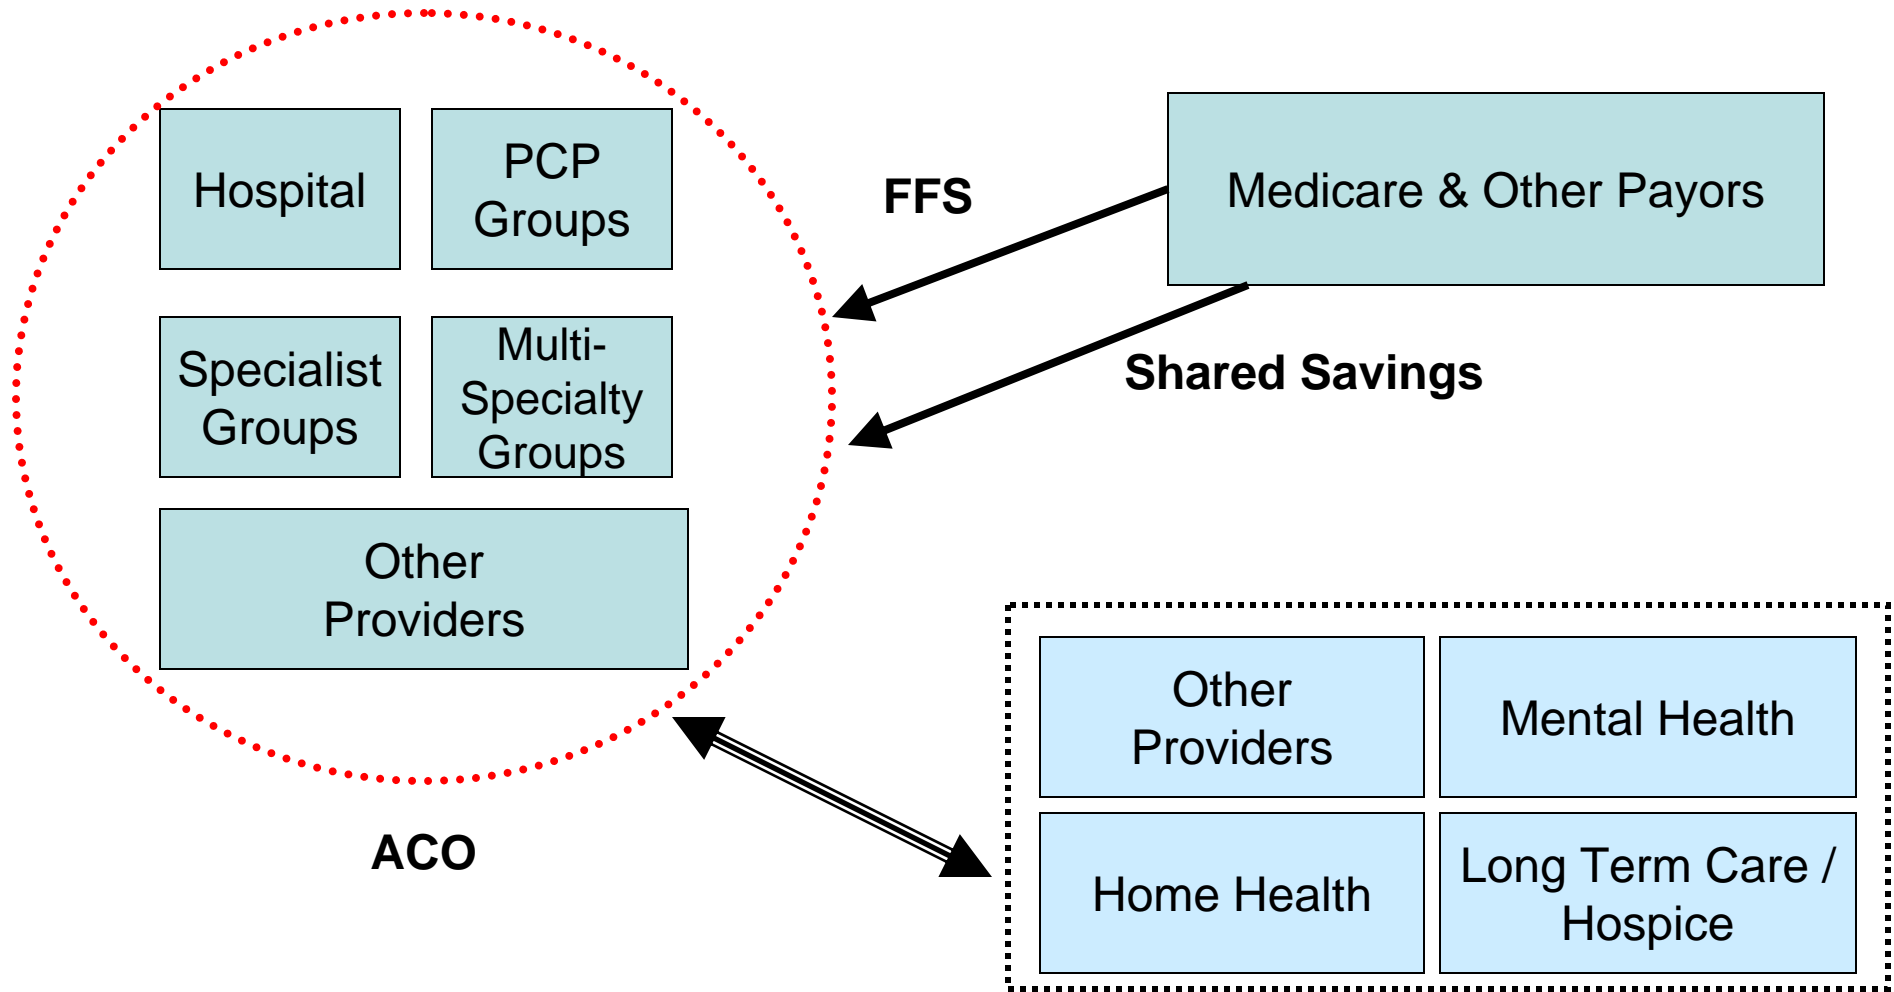 Hospital
PCP
Groups
Specialist
Groups
Multi-
Specialty
Groups
Other
Providers
ACO
FFS
Medicare & Other Payors
Shared Savings
Other
Providers
Mental Health
Home Health
Long Term Care /
Hospice